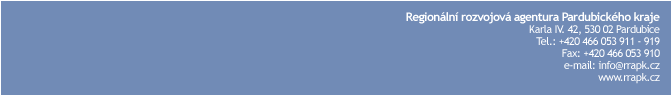 Regionální rozvojová agentura Pardubického kraje
Karla IV. 42, 530 02 Pardubice
Tel.: +420 466 053 911 - 919
Fax: +420 466 053 910
e-mail: info@rrapk.cz
www.rrapk.cz